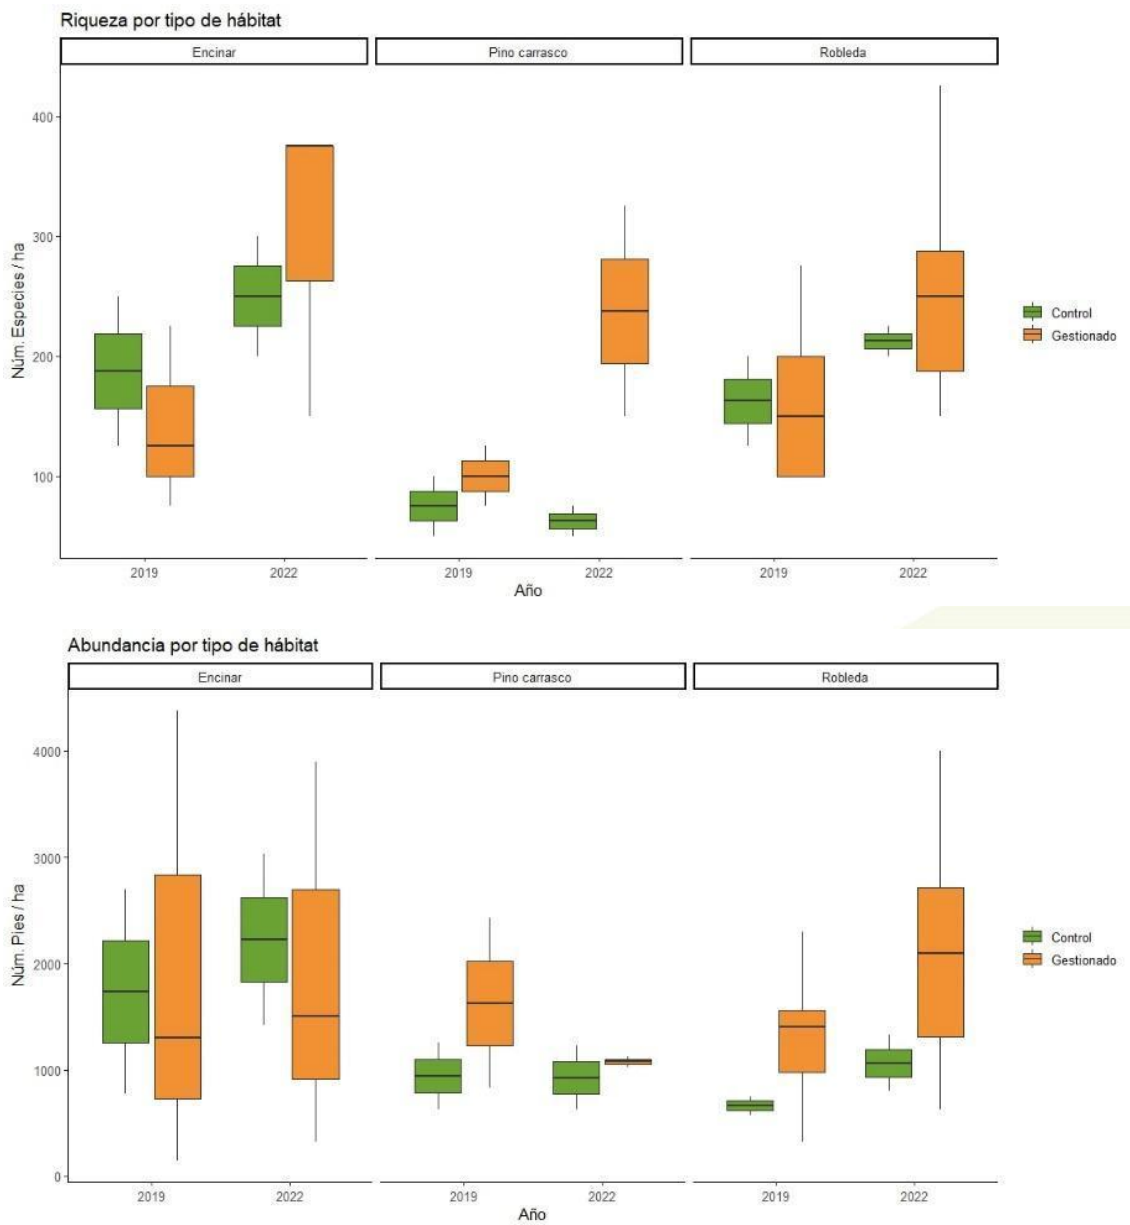 Riqueza por tipo de hábitat
Encinar Pino carrasco Robleda
400
300
200
100
Núm. Especies / ha
2019 2022 2019 2022 2019 2022
Año
Control
Gestionado
Abundancia por tipo de hábitat
Encinar Pino carrasco Robleda
4000
3000
2000
1000
0
Núm. Pies / ha
2019 2022 2019 2022 2019 2022
Año
Control
Gestionado